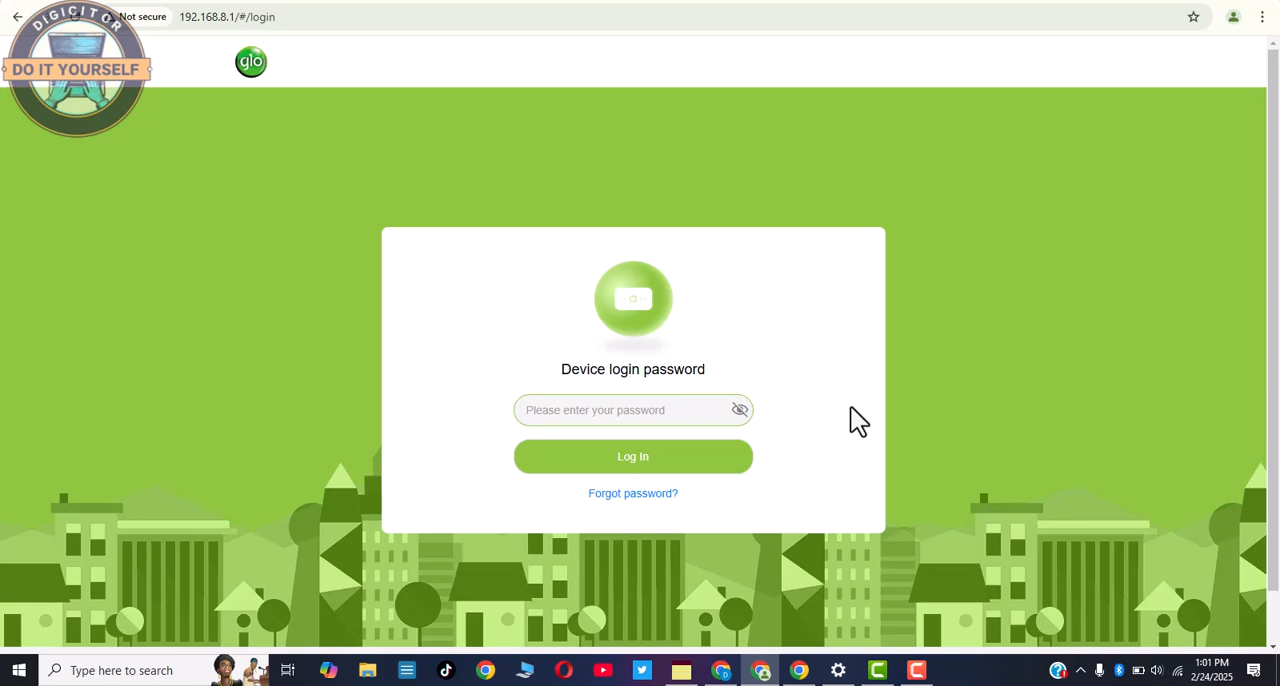 Not secure
192.168.8.1/#/login
DIGICITOR
DO IT YOURSELF
glo
Device login password
Please enter your password
Log In
Forgot password?
Type here to search
1:01 PM
2/24/2025